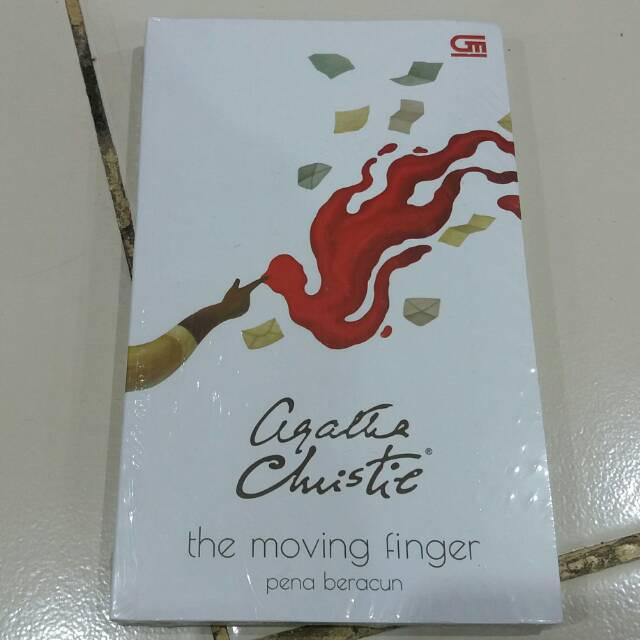 GM
Agatha
Christie®
the moving finger
pena beracun